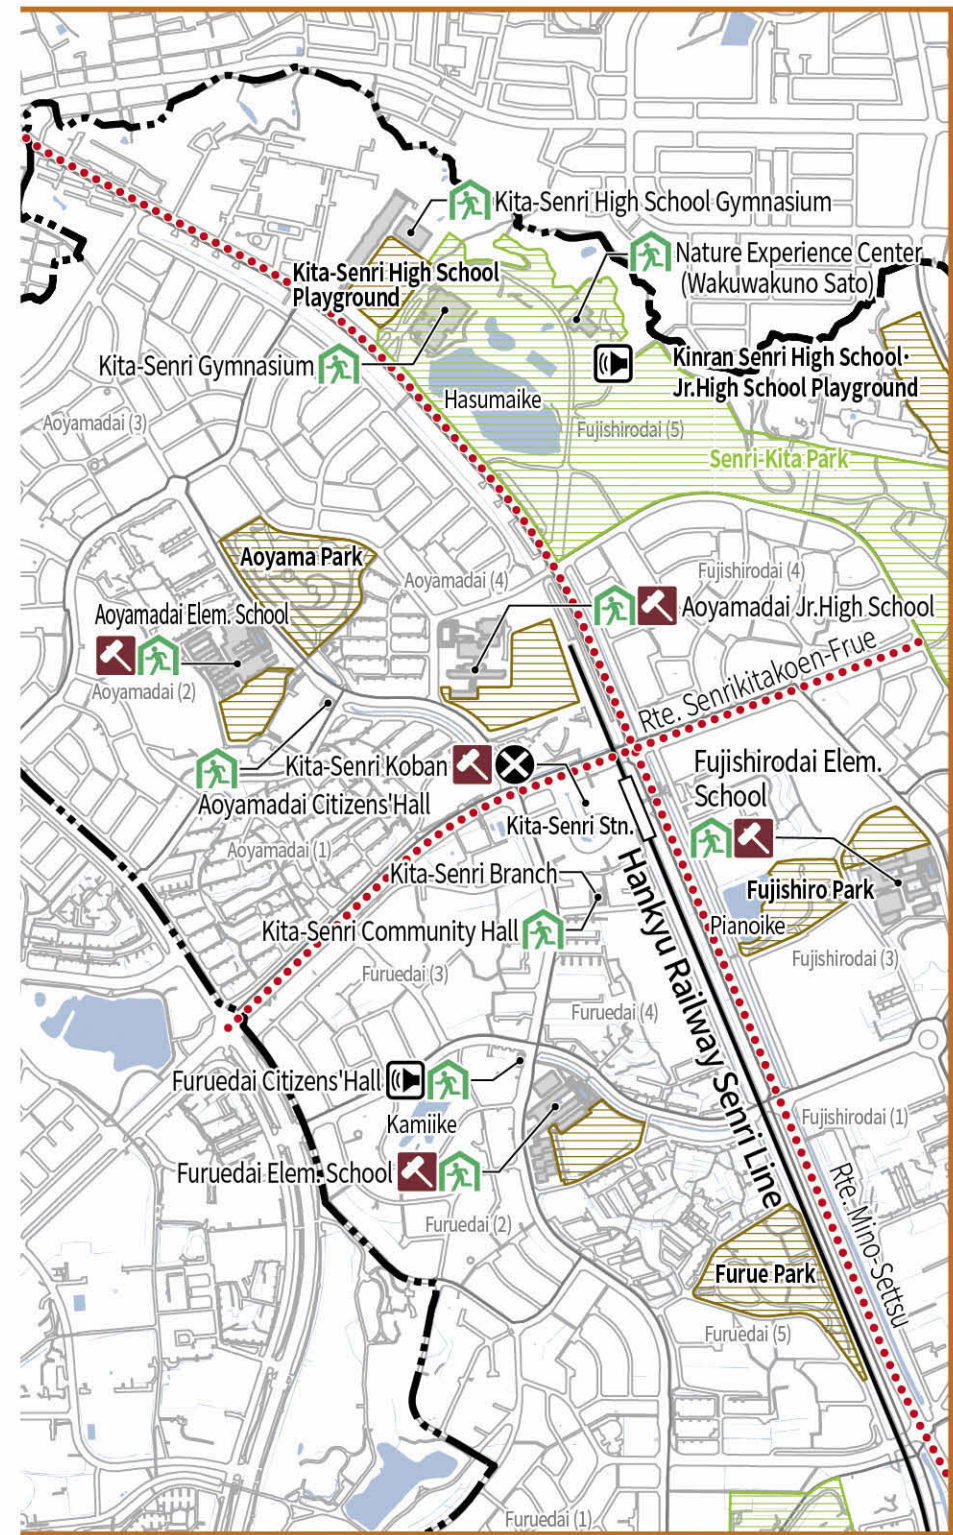 Kita-Senri High School Gymnasium
Nature Experience Center
(Wakuwakuno Sato)
Kita-Senri High School
Playground
Kita-Senri Gymnasium
Kinran Senri High School・
Jr.High School Playground
Hasumaike
Aoyamadai (3)
Fujishirodai (5)
Senri-Kita Park
Aoyama Park
Aoyamadai (4)
Fujishirodai (4)
Aoyamadai Elem. School
Aoyamadai Jr.High School
Aoyamadai (2)
Rte. Senrikitakoen-Frue
Kita-Senri Koban
Fujishirodai Elem.
School
Aoyamadai Citizens'Hall
Kita-Senri Stn.
Aoyamadai (1)
Kita-Senri Branch
Fujishiro Park
Kita-Senri Community Hall
Pianoike
Hankyu Railway Senri Line
Fujishirodai (3)
Furuedai (3)
Furuedai (4)
Furuedai Citizens'Hall
Kamiike
Fujishirodai (1)
Furuedai Elem. School
Rte. Mino-Settsu
Furuedai (2)
Furue Park
Furuedai (5)
Furuedai (1)